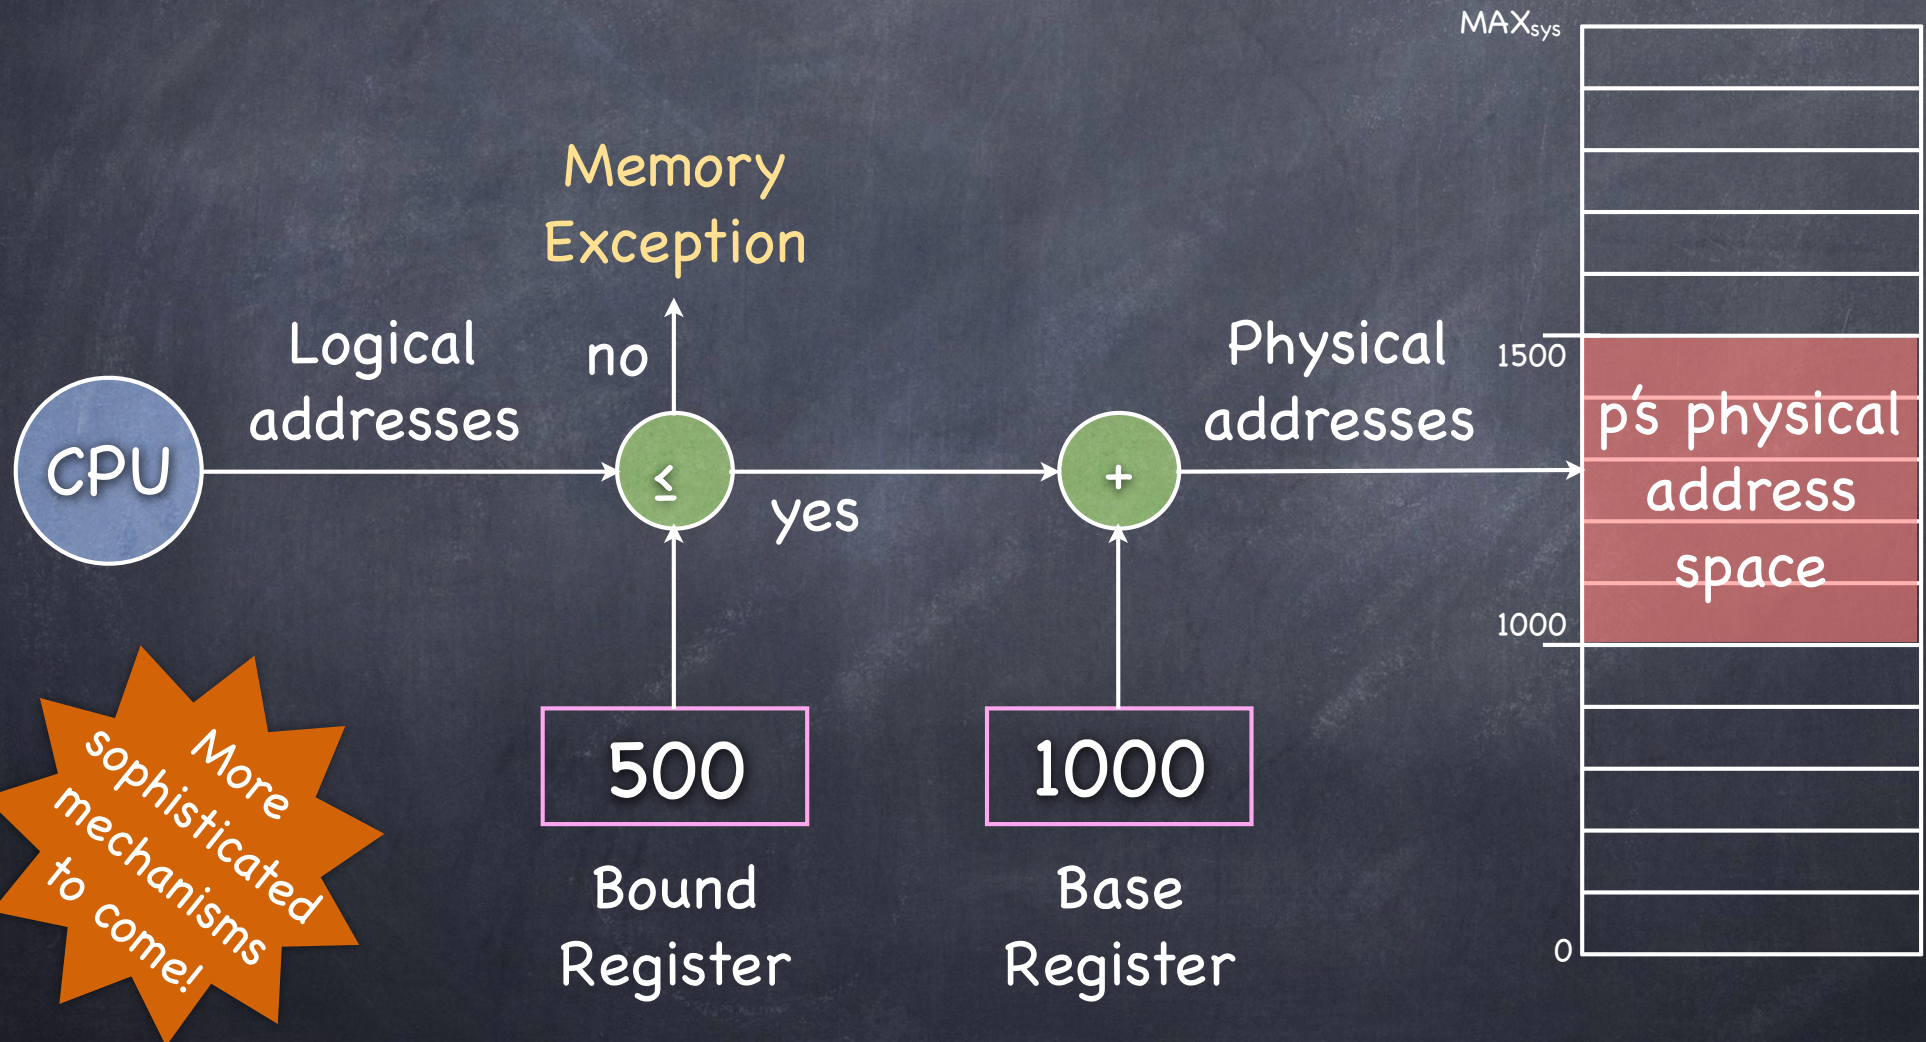 MAXsys
Memory
Exception
Logical
addresses
no
Physical
addresses
1500
CPU
≤
yes
+
p's physical
address
space
1000
500
1000
Bound
Register
Base
Register
0
More
sophisticated
mechanisms
to come!